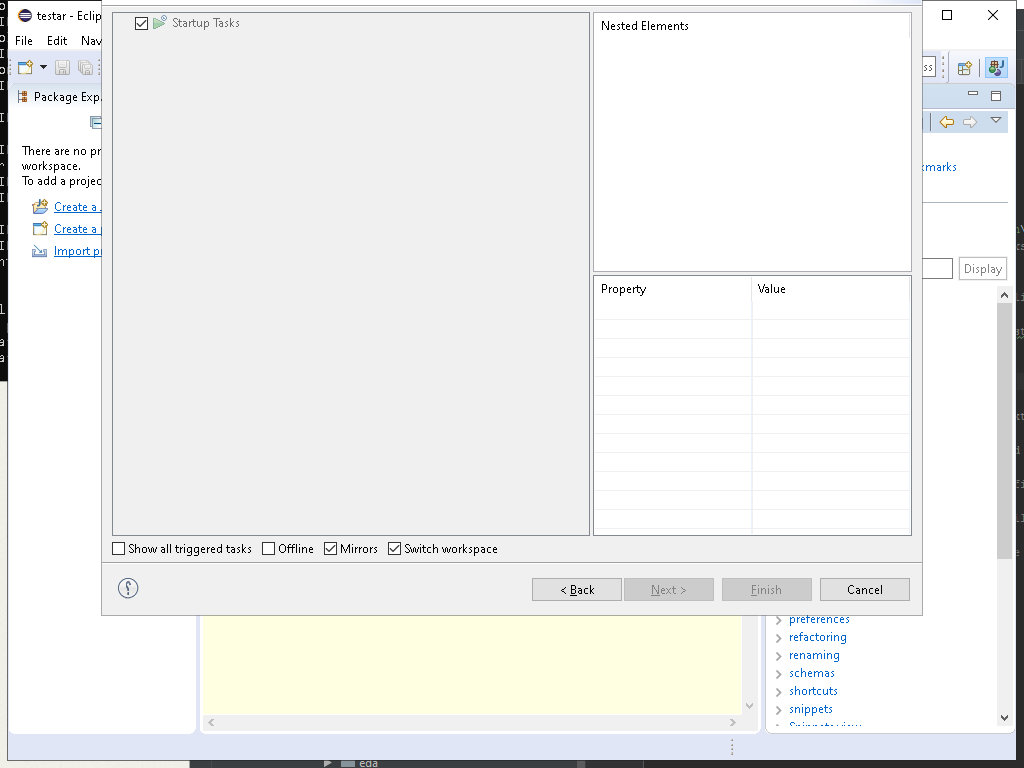 testar - Eclip
File Edit Nav
Package Exp
There are no pr
workspace.
To add a projec
Create a
Create a
Import p
Startup Tasks
Nested Elements
Property Value
Show all triggered tasks Offline Mirrors Switch workspace
< Back Next > Finish Cancel
ss
kmarks
Display
preferences
refactoring
renaming
schemas
shortcuts
snippets
eda